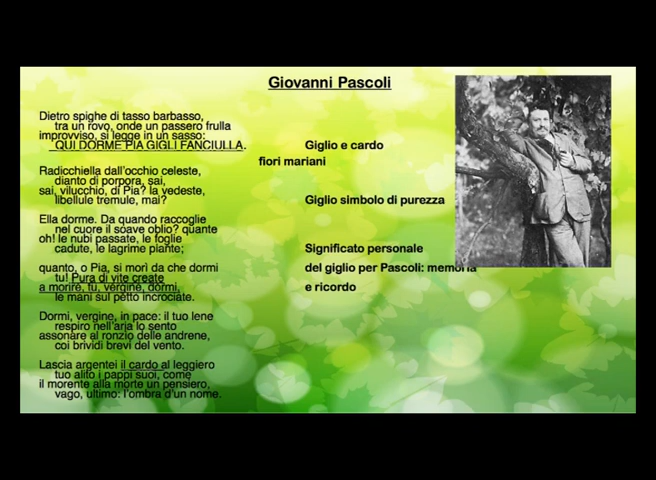 Giovanni Pascoli
Dietro spighe di tasso barbasso,
tra un rovo, onde un passero frulla
improvviso, si legge in un sasso:
QUI DORME PIA GIGLI FANCIULLA.
Radicchiella dall'occhio celeste,
dianto di porpora, sai,
sai, vilucchio, di Pia? la vedeste,
libellule tremule, mai?
Ella dorme. Da quando raccoglie
nel cuore il soave oblio? quante
oh! le nubi passate, le foglie
cadute, le lagrime piante;
quanto, o Pia, si morì da che dormi
tu! Pura di vite create
a morire, tu, vergine, dormi,
le mani sul petto incrociate.
Dormi, vergine, in pace: il tuo lene
respiro nell'aria lo sento
assonare al ronzio delle andrene,
coi brividi brevi del vento.
Lascia argentei il cardo al leggiero
tuo alito i pappi suoi, come
il morente alla morte un pensiero,
vago, ultimo: l'ombra d'un nome.
Giglio e cardo
fiori mariani
Giglio simbolo di purezza
Significato personale
del giglio per Pascoli: memoria
e ricordo